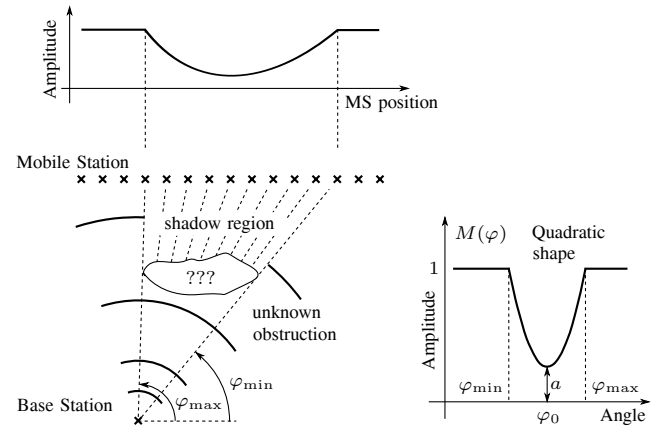 Amplitude
MS position
Mobile Station
shadow region
???
unknown
obstruction
φmin
φmax
Base Station
M(φ)
Quadratic
shape
1
Amplitude
a
φmin
φmax
φ0
Angle